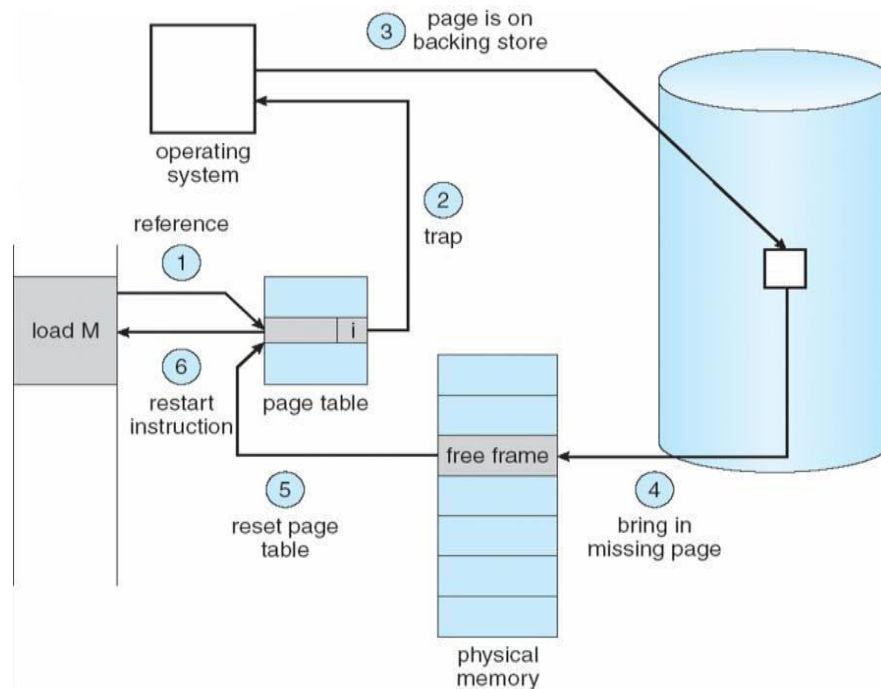 3
page is on
backing store
operating
system
2
trap
reference
1
load M
i
6
restart
instruction
page table
free frame
5
reset page
table
4
bring in
missing page
physical
memory